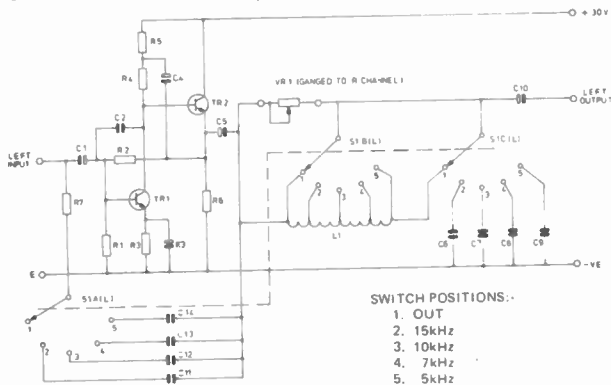 + 30V
R5
R4
C4
TR2
VR1 (GANGED TO R CHANNEL)
C10
LEFT
OUTPUT
C2
C5
S1B(L)
S1C(L)
LEFT
INPUT
C1
R2
1
2
3
4
5
1
2
3
4
5
R7
TR1
R6
L1
R1
R3
C6
C7
C8
C9
E
-VE
S1A(L)
1
2
3
4
5
C14
C13
C12
C11
SWITCH POSITIONS:-
1. OUT
2. 15kHz
3. 10kHz
4. 7kHz
5. 5kHz